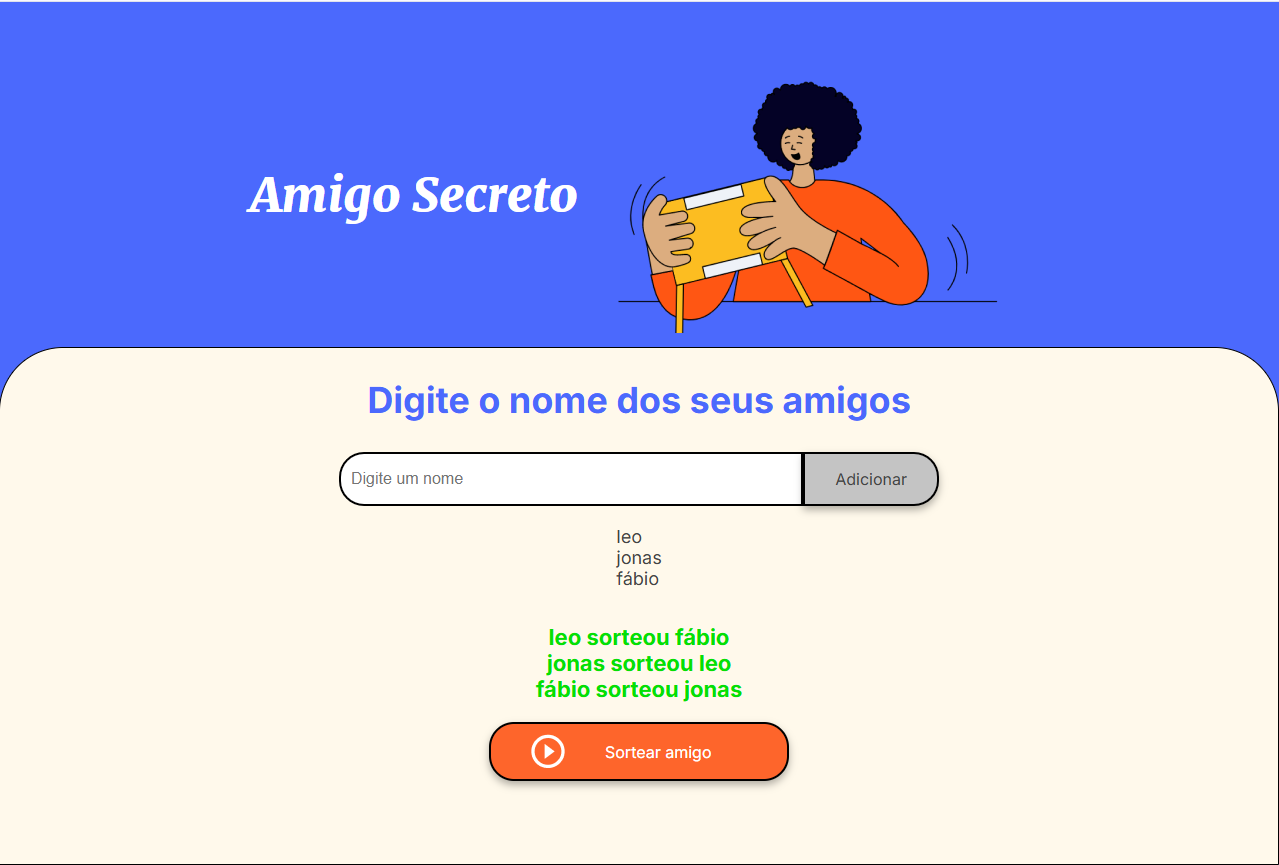 Amigo Secreto
Digite o nome dos seus amigos
Digite um nome
Adicionar
leo
jonas
fábio
leo sorteou fábio
jonas sorteou leo
fábio sorteou jonas
Sortear amigo